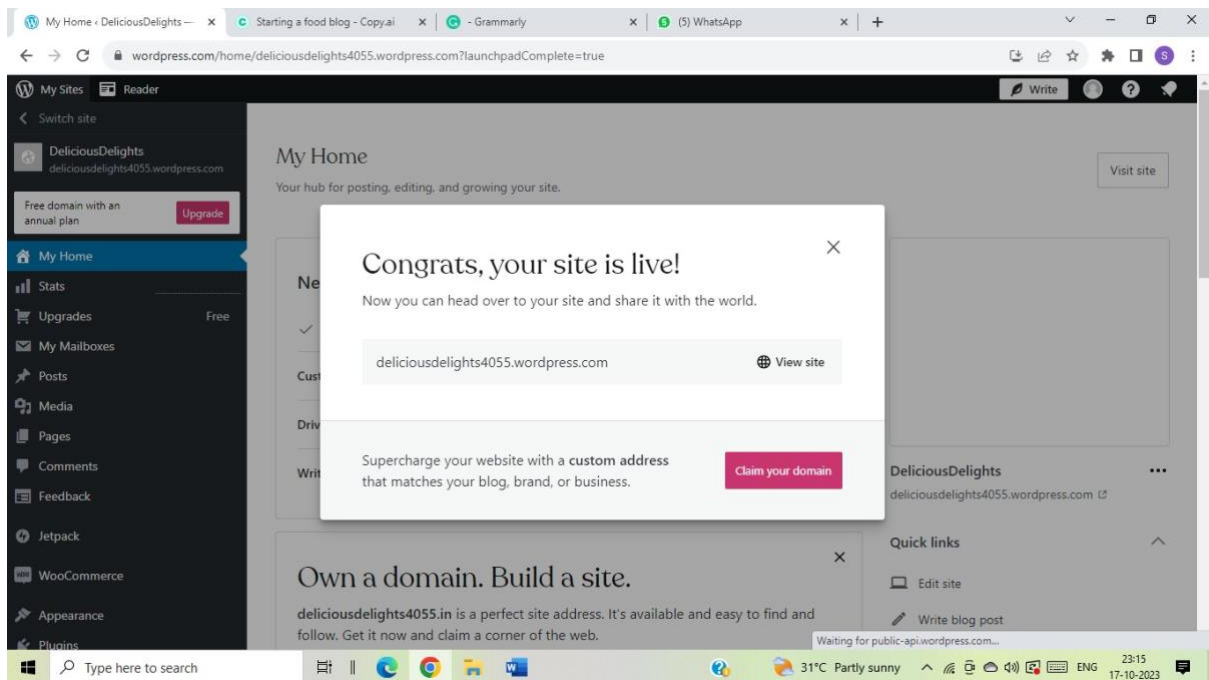 My Home ‹ DeliciousDelights —
Starting a food blog - Copy.ai
- Grammarly
(5) WhatsApp
wordpress.com/home/deliciousdelights4055.wordpress.com?launchpadComplete=true
S
My Sites Reader
Write
Switch site
DeliciousDelights
deliciousdelights4055.wordpress.com
Free domain with an
annual plan
Upgrade
My Home
Stats
Upgrades Free
My Mailboxes
Posts
Media
Pages
Comments
Feedback
Jetpack
WooCommerce
Appearance
Plugins
My Home
Your hub for posting, editing, and growing your site.
Visit site
Ne
Cust
Driv
Writ
Congrats, your site is live!
Now you can head over to your site and share it with the world.
deliciousdelights4055.wordpress.com View site
Supercharge your website with a custom address
that matches your blog, brand, or business.
Claim your domain
Own a domain. Build a site.
deliciousdelights4055.in is a perfect site address. It's available and easy to find and
follow. Get it now and claim a corner of the web.
DeliciousDelights
deliciousdelights4055.wordpress.com
Quick links
Edit site
Write blog post
Waiting for public-api.wordpress.com...
Type here to search
31°C Partly sunny
ENG
23:15
17-10-2023